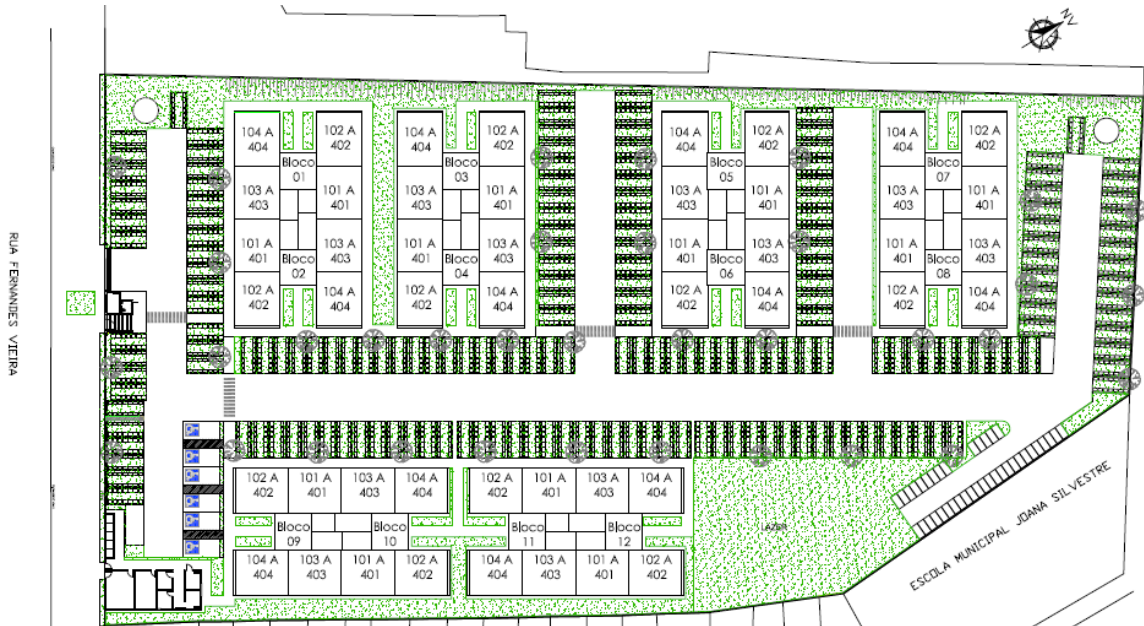 N
RUA FERNANDES VIEIRA
104 A
404
102 A
402
Bloco
01
103 A
403
101 A
401
101 A
401
103 A
403
Bloco
02
102 A
402
104 A
404
104 A
404
102 A
402
Bloco
03
103 A
403
101 A
401
101 A
401
103 A
403
Bloco
04
102 A
402
104 A
404
104 A
404
102 A
402
Bloco
05
103 A
403
101 A
401
101 A
401
103 A
403
Bloco
06
102 A
402
104 A
404
104 A
404
102 A
402
Bloco
07
103 A
403
101 A
401
101 A
401
103 A
403
Bloco
08
102 A
402
104 A
404
102 A
402
101 A
401
103 A
403
104 A
404
Bloco
09
Bloco
10
104 A
404
103 A
403
101 A
401
102 A
402
102 A
402
101 A
401
103 A
403
104 A
404
Bloco
11
Bloco
12
104 A
404
103 A
403
101 A
401
102 A
402
LAZER
ESCOLA MUNICIPAL JOANA SILVESTRE